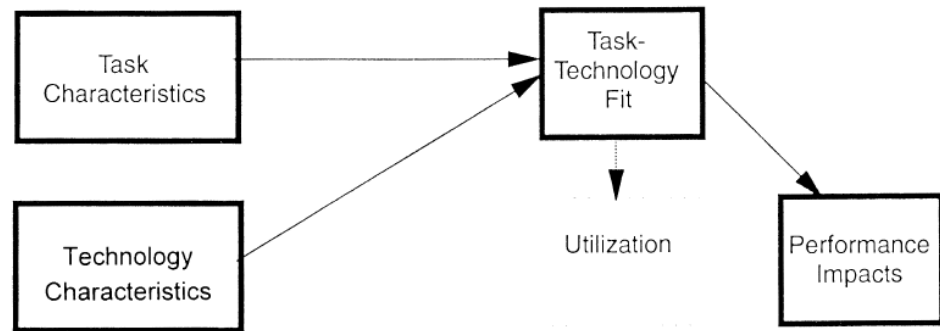 Task
Characteristics
Task-
Technology
Fit
Technology
Characteristics
Utilization
Performance
Impacts